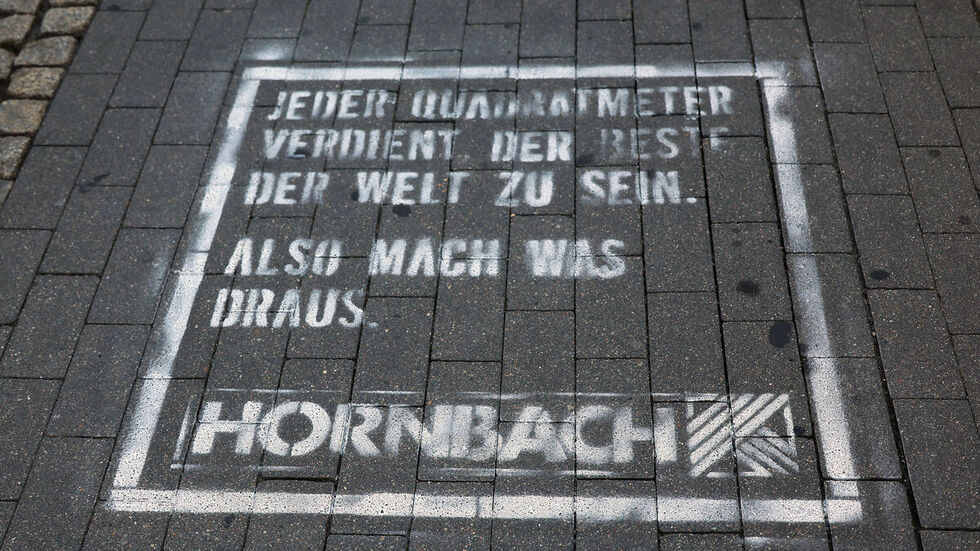 JEDER QUADRATMETER
VERDIENT, DER BESTE
DER WELT ZU SEIN.
ALSO MACH WAS
DRAUS.
HORNBACH